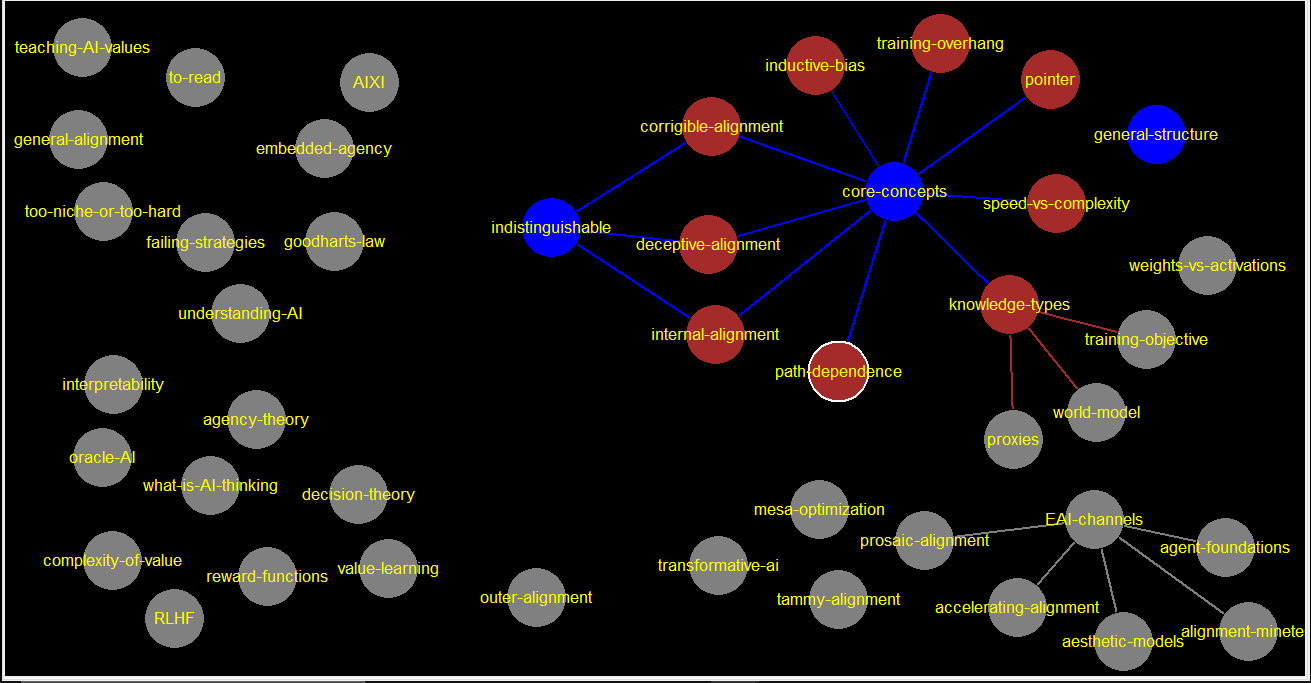 teaching-AI-values
to-read
AIXI
general-alignment
embedded-agency
too-niche-or-too-hard
failing-strategies
goodharts-law
understanding-AI
interpretability
agency-theory
oracle-AI
what-is-AI-thinking
decision-theory
complexity-of-value
reward-functions
value-learning
RLHF
outer-alignment
training-overhang
inductive-bias
pointer
corrigible-alignment
general-structure
core-concepts
speed-vs-complexity
indistinguishable
deceptive-alignment
weights-vs-activations
knowledge-types
internal-alignment
training-objective
path-dependence
world-model
proxies
mesa-optimization
EAI-channels
prosaic-alignment
agent-foundations
transformative-ai
tammy-alignment
accelerating-alignment
aesthetic-models
alignment-minete